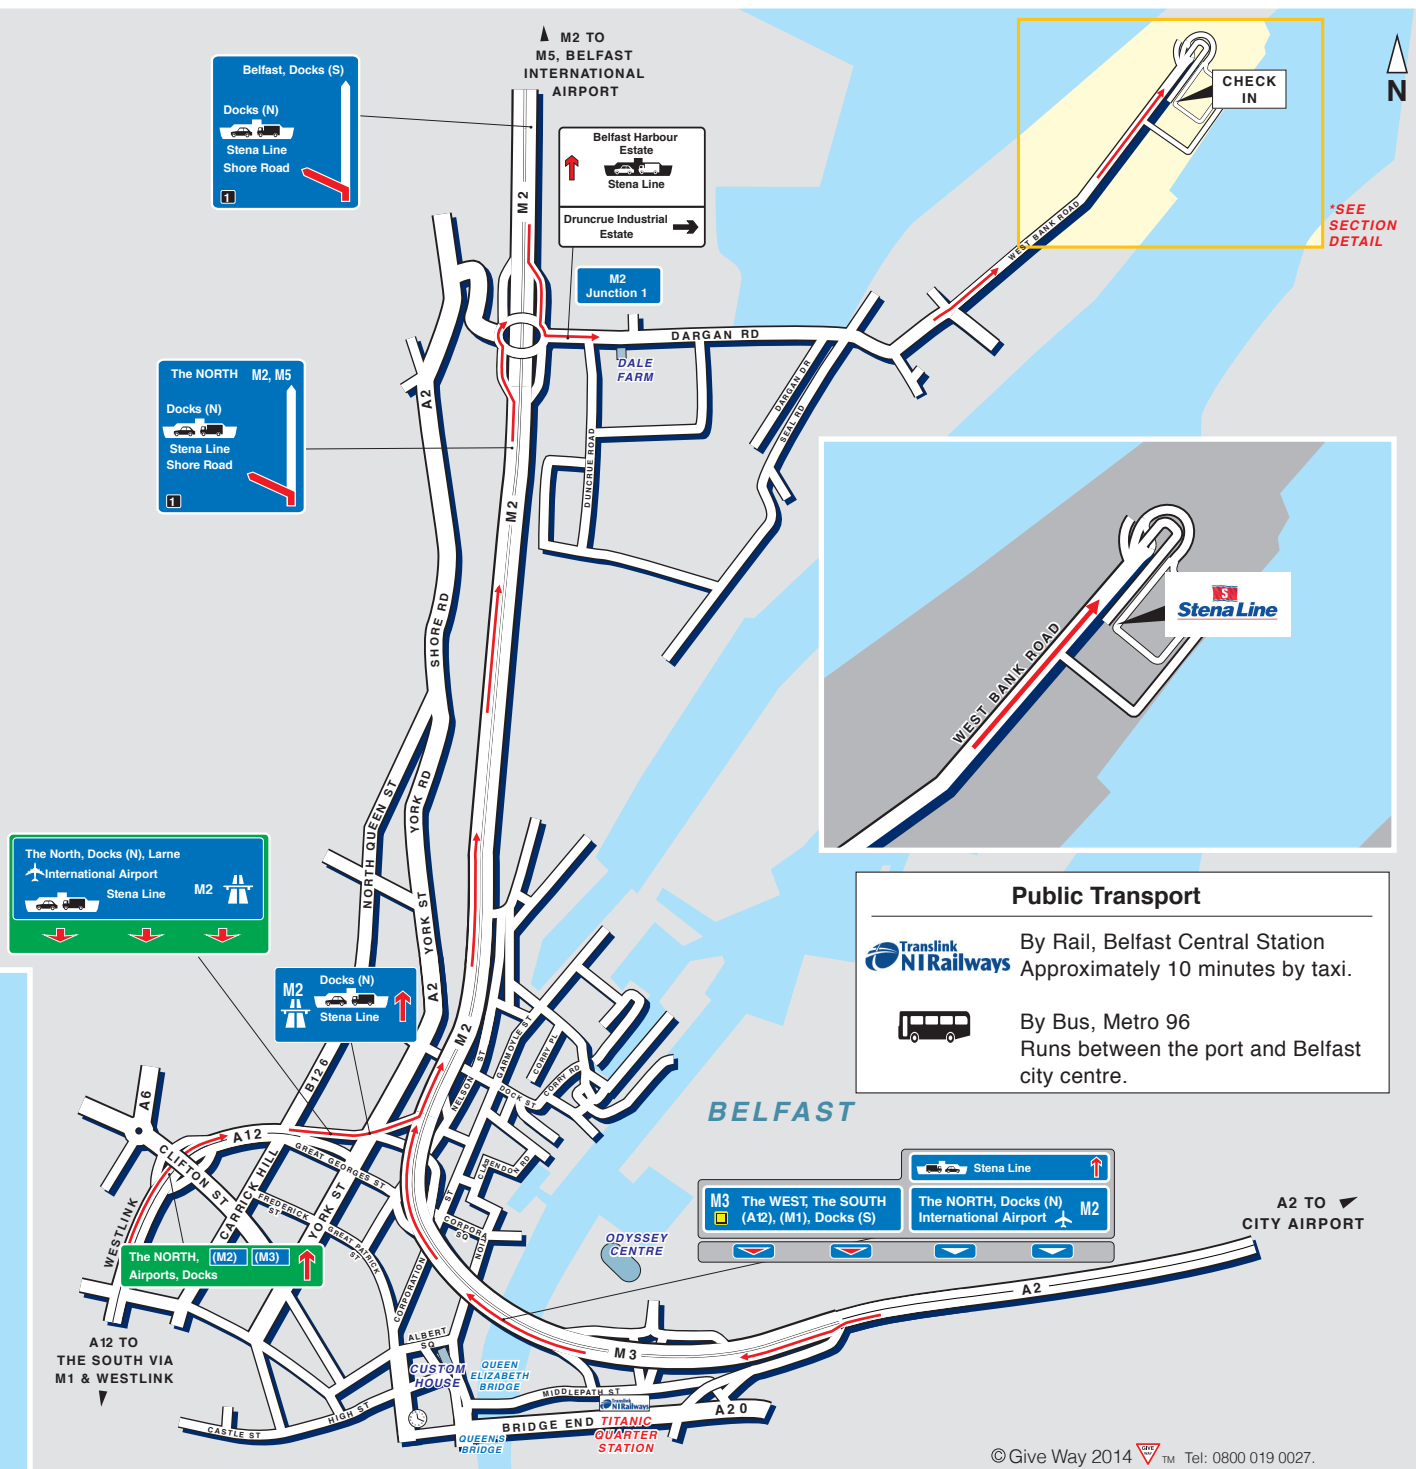 M2 TO
M5, BELFAST
INTERNATIONAL
AIRPORT
Belfast, Docks (S)
Docks (N)
Stena Line
Shore Road
1
Belfast Harbour
Estate
Stena Line
Druncrue Industrial
Estate
M2
M2
Junction 1
CHECK
IN
N
*SEE
SECTION
DETAIL
WEST BANK ROAD
DARGAN RD
DALE
FARM
DARGAN DR
SEAL RD
DUNCRUE ROAD
A2
The NORTH M2, M5
Docks (N)
Stena Line
Shore Road
1
M2
SHORE RD
S
Stena Line
WEST BANK ROAD
NORTH QUEEN ST
YORK RD
YORK ST
A2
The North, Docks (N), Larne
International Airport
Stena Line
M2
M2
Docks (N)
Stena Line
M2
Public Transport
Translink
NIRailways
By Rail, Belfast Central Station
Approximately 10 minutes by taxi.
By Bus, Metro 96
Runs between the port and Belfast
city centre.
BELFAST
B126
A6
A12
CLIFTON ST
WESTLINK
CARRICK HILL
GREAT GEORGES ST
FREDERICK
ST
YORK ST
GREAT PATRICK
ST
NELSON ST
GARMOYLE ST
CORRY PL
CORRY RD
DOCK ST
CLARENDON RD
CORPORA
SQ
CORPORATION
ST
TION
The NORTH, (M2) (M3)
Airports, Docks
Stena Line
M3
The WEST, The SOUTH
(A12), (M1), Docks (S)
The NORTH, Docks (N)
International Airport
M2
A2 TO
CITY AIRPORT
ODYSSEY
CENTRE
A2
M3
A12 TO
THE SOUTH VIA
M1 & WESTLINK
ALBERT
SQ
CUSTOM
HOUSE
QUEEN
ELIZABETH
BRIDGE
MIDDLEPATH ST
HIGH ST
CASTLE ST
QUEEN'S
BRIDGE
BRIDGE END
Translink
NIRailways
TITANIC
QUARTER
STATION
A20
© Give Way 2014 GIVE WAY TM Tel: 0800 019 0027.